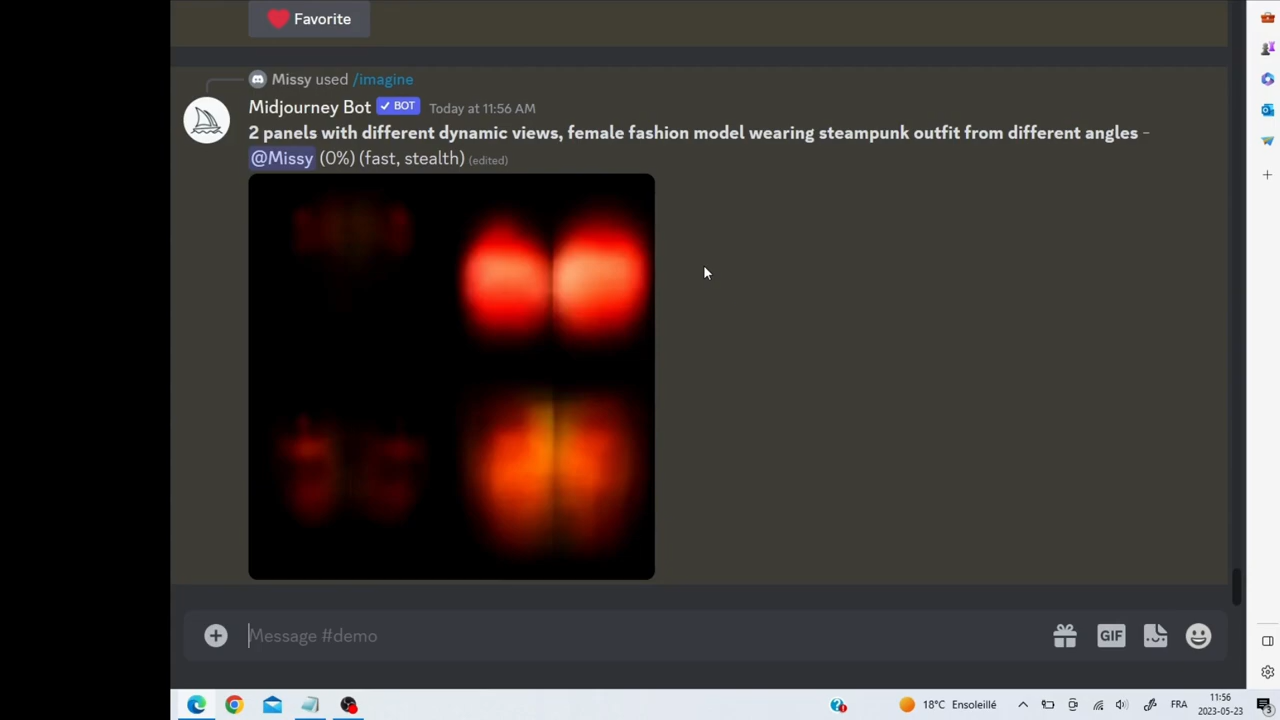 Favorite
Missy used /imagine
Midjourney Bot BOT Today at 11:56 AM
2 panels with different dynamic views, female fashion model wearing steampunk outfit from different angles -
@Missy (0%) (fast, stealth) (edited)
Message #demo
GIF
18°C Ensoleillé
FRA
11:56
2023-05-23
3